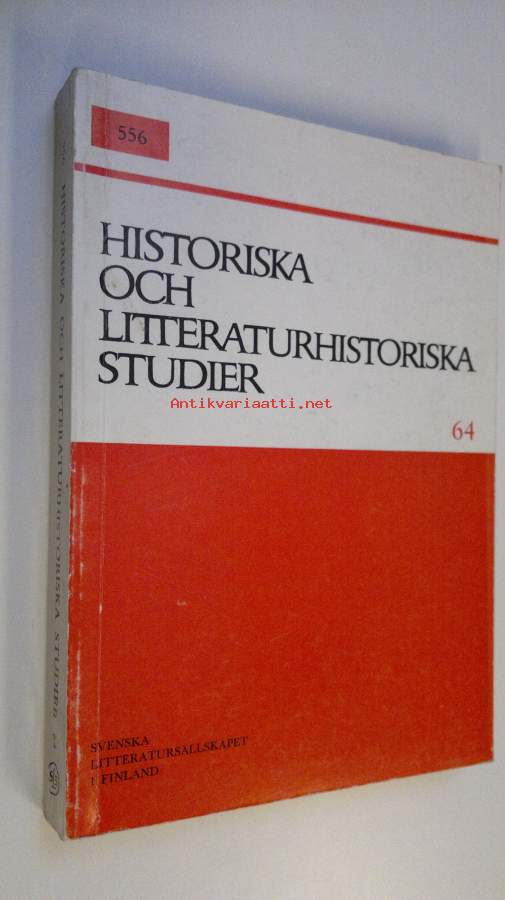 556
HISTORISKA
OCH
LITTERATURHISTORISKA
STUDIER
Antikvariaatti.net
64
SVENSKA
LITTERATURSÄLLSKAPET
I FINLAND
HISTORISKA OCH LITTERATURHISTORISKA STUDIER 64